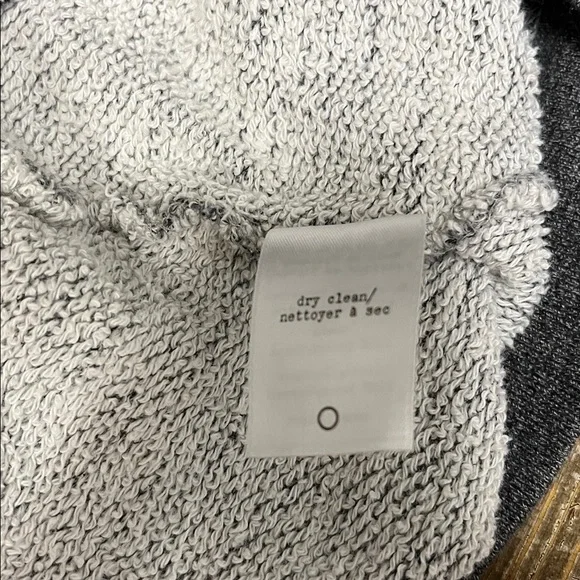 dry clean/
nettoyer à sec